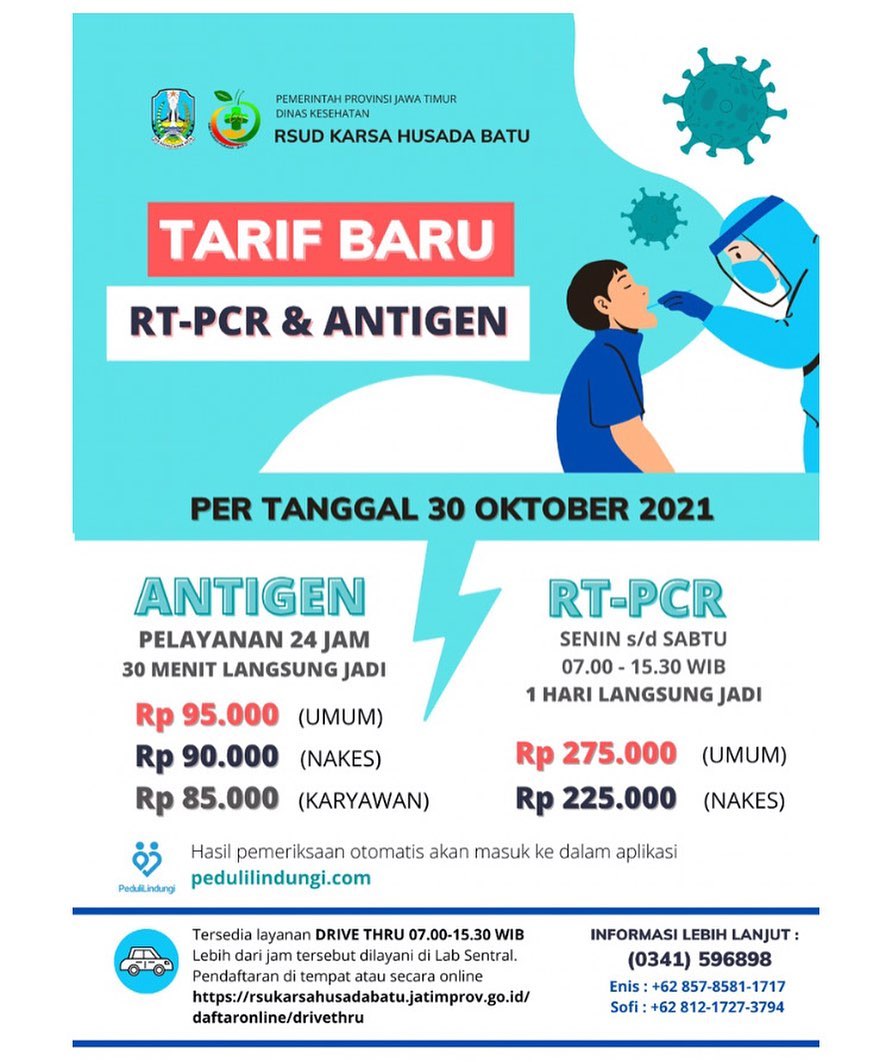 PEMERINTAH PROVINSI JAWA TIMUR
DINAS KESEHATAN
RSUD KARSA HUSADA BATU
TARIF BARU
RT-PCR & ANTIGEN
PER TANGGAL 30 OKTOBER 2021
ANTIGEN
PELAYANAN 24 JAM
30 MENIT LANGSUNG JADI
Rp 95.000 (UMUM)
Rp 90.000 (NAKES)
Rp 85.000 (KARYAWAN)
RT-PCR
SENIN s/d SABTU
07.00 - 15.30 WIB
1 HARI LANGSUNG JADI
Rp 275.000 (UMUM)
Rp 225.000 (NAKES)
PeduliLindungi
Hasil pemeriksaan otomatis akan masuk ke dalam aplikasi
pedulilindungi.com
Tersedia layanan DRIVE THRU 07.00-15.30 WIB
Lebih dari jam tersebut dilayani di Lab Sentral.
Pendaftaran di tempat atau secara online
https://rsukarsahusadabatu.jatimprov.go.id/
daftaronline/drivethru
INFORMASI LEBIH LANJUT :
(0341) 596898
Enis : +62 857-8581-1717
Sofi : +62 812-1727-3794